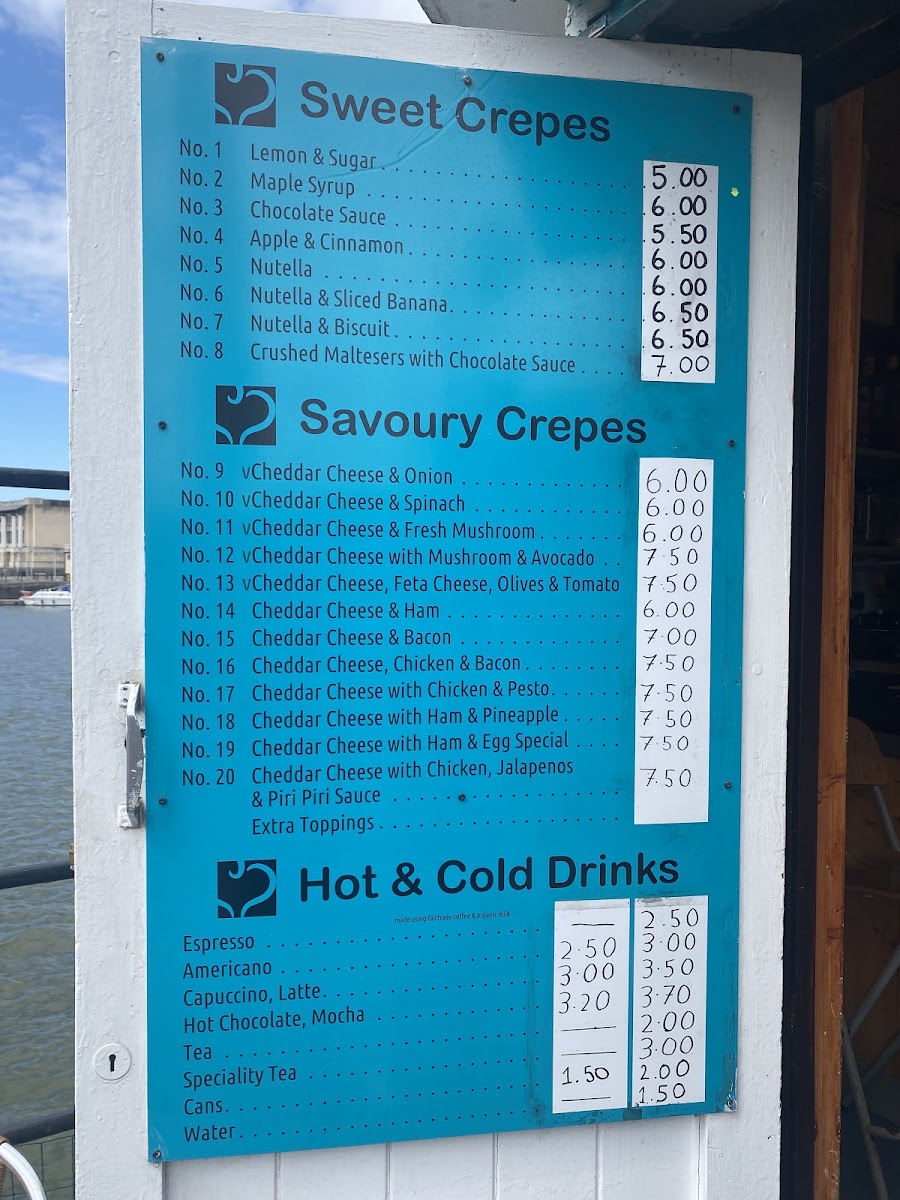 Sweet Crepes
No. 1 Lemon & Sugar . . . . . . . . . . . . . . . . . . . . 5.00
No. 2 Maple Syrup . . . . . . . . . . . . . . . . . . . . . 6.00
No. 3 Chocolate Sauce . . . . . . . . . . . . . . . . . . . 5.50
No. 4 Apple & Cinnamon . . . . . . . . . . . . . . . . . . 6.00
No. 5 Nutella . . . . . . . . . . . . . . . . . . . . . . . 6.00
No. 6 Nutella & Sliced Banana. . . . . . . . . . . . . . . 6.50
No. 7 Nutella & Biscuit . . . . . . . . . . . . . . . . . . 6.50
No. 8 Crushed Maltesers with Chocolate Sauce . . . . 7.00
Savoury Crepes
No. 9 vCheddar Cheese & Onion . . . . . . . . . . . . 6.00
No. 10 vCheddar Cheese & Spinach . . . . . . . . . . . 6.00
No. 11 vCheddar Cheese & Fresh Mushroom . . . . . . . 6.00
No. 12 vCheddar Cheese with Mushroom & Avocado . . 7.50
No. 13 vCheddar Cheese, Feta Cheese, Olives & Tomato 7.50
No. 14 Cheddar Cheese & Ham . . . . . . . . . . . . . 6.00
No. 15 Cheddar Cheese & Bacon . . . . . . . . . . . . 7.00
No. 16 Cheddar Cheese, Chicken & Bacon . . . . . . . . 7.50
No. 17 Cheddar Cheese with Chicken & Pesto. . . . . . 7.50
No. 18 Cheddar Cheese with Ham & Pineapple . . . . . 7.50
No. 19 Cheddar Cheese with Ham & Egg Special . . . . 7.50
No. 20 Cheddar Cheese with Chicken, Jalapenos 7.50
& Piri Piri Sauce . . . . . . . . . . . . . . . . .
Extra Toppings . . . . . . . . . . . . . . . . . .
Hot & Cold Drinks
made using fairtrade coffee & organic milk
Espresso . . . . . . . . . . . . . . . . . . . . — 2.50
Americano . . . . . . . . . . . . . . . . . . . 2.50 3.00
Capuccino, Latte. . . . . . . . . . . . . . . . 3.00 3.50
Hot Chocolate, Mocha . . . . . . . . . . . . 3.20 3.70
Tea . . . . . . . . . . . . . . . . . . . . . . . — 2.00
Speciality Tea . . . . . . . . . . . . . . . . . — 3.00
Cans. . . . . . . . . . . . . . . . . . . . . . 1.50 2.00
Water. . . . . . . . . . . . . . . . . . . . . . — 1.50